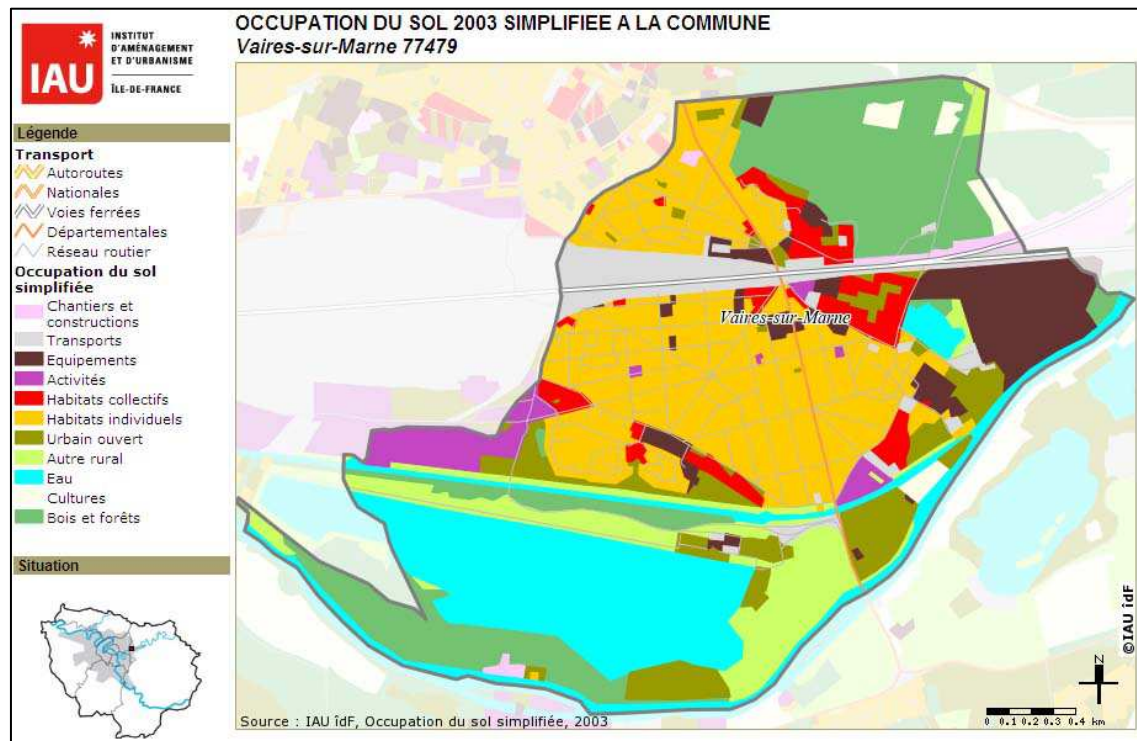 OCCUPATION DU SOL 2003 SIMPLIFIEE A LA COMMUNE
Vaires-sur-Marne 77479
IAU
INSTITUT
D'AMÉNAGEMENT
ET D'URBANISME
ÎLE-DE-FRANCE
Légende
Transport
Autoroutes
Nationales
Voies ferrées
Départementales
Réseau routier
Occupation du sol
simplifiée
Chantiers et
constructions
Transports
Equipements
Activités
Habitats collectifs
Habitats individuels
Urbain ouvert
Autre rural
Eau
Cultures
Bois et forêts
Situation
Vaires-sur-Marne
©IAU îdF
N
Source : IAU îdF, Occupation du sol simplifiée, 2003
0 0.1 0.2 0.3 0.4 km